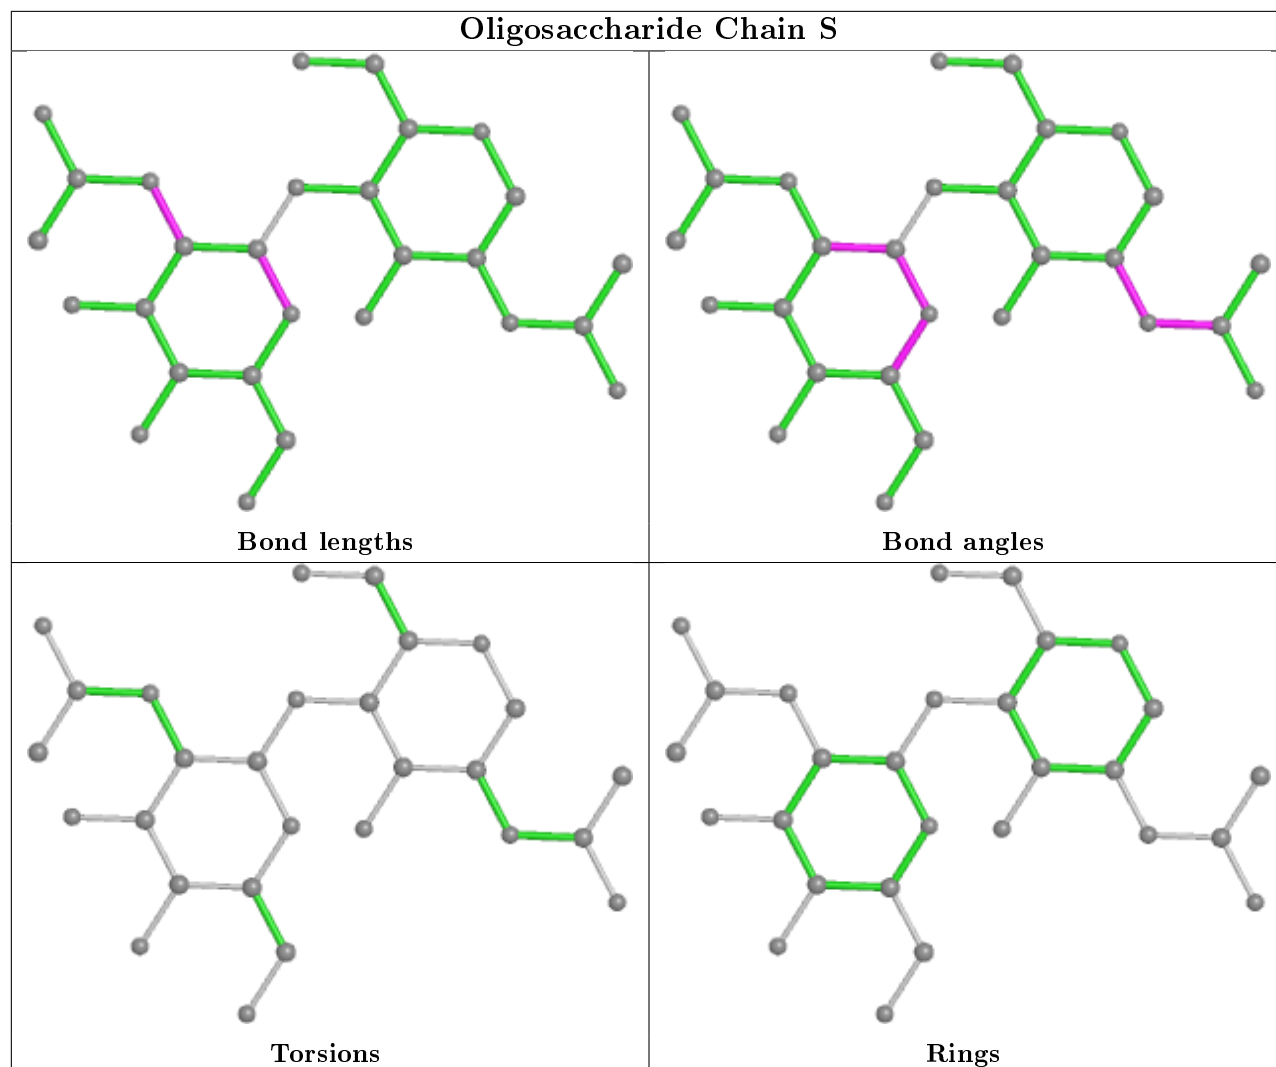 Oligosaccharide Chain S
Bond lengths
Bond angles
Torsions
Rings